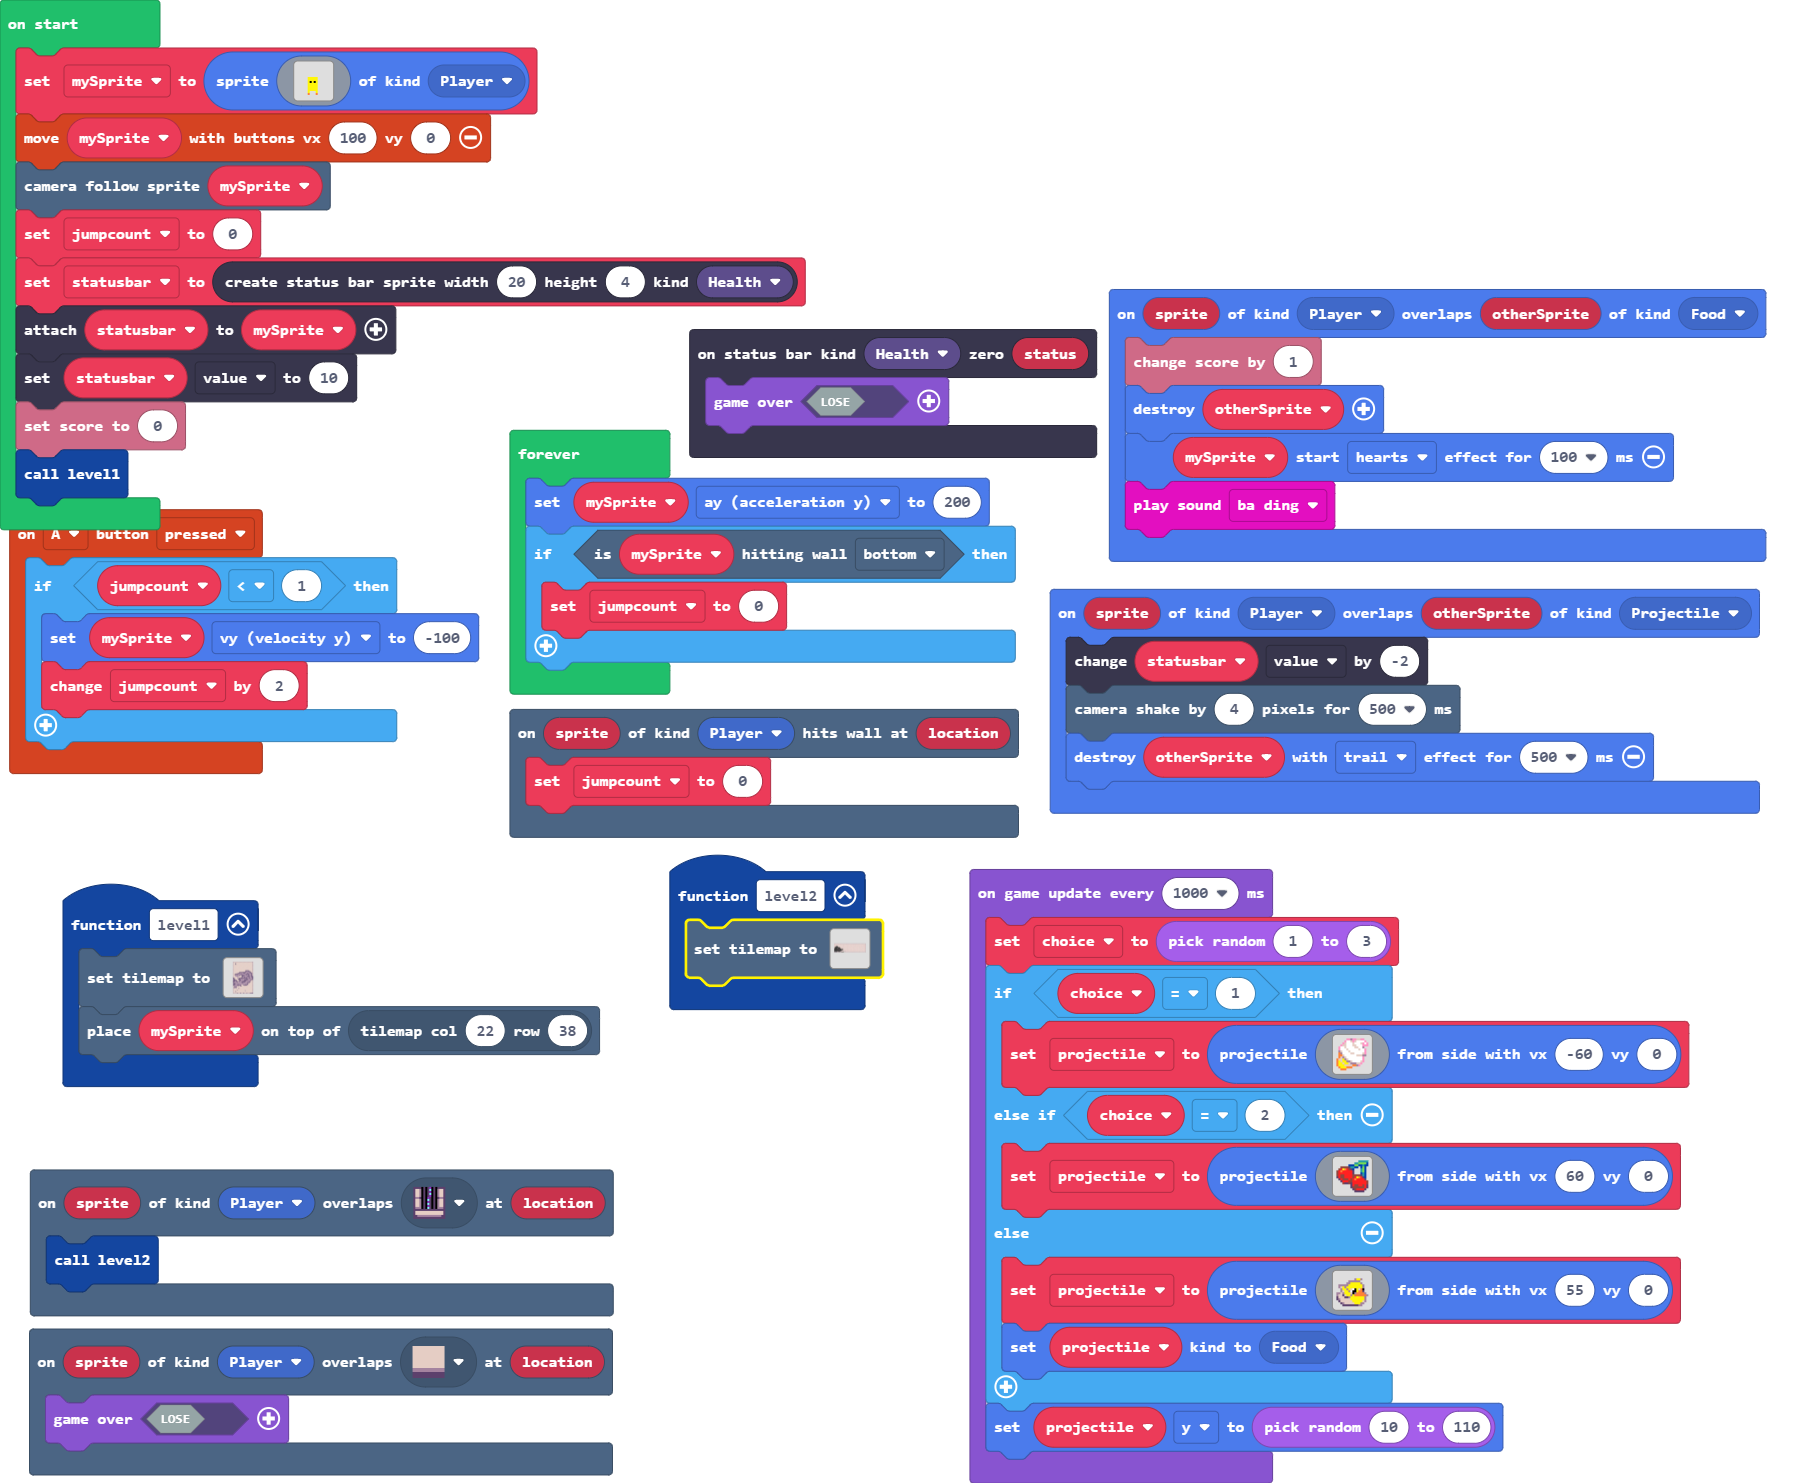 on start
set mySprite to sprite of kind Player
move mySprite with buttons vx 100 vy 0
camera follow sprite mySprite
set jumpcount to 0
set statusbar to create status bar sprite width 20 height 4 kind Health
attach statusbar to mySprite
set statusbar value to 10
set score to 0
call level1
on A button pressed
if jumpcount < 1 then
set mySprite vy (velocity y) to -100
change jumpcount by 2
on status bar kind Health zero status
game over LOSE
forever
set mySprite ay (acceleration y) to 200
if is mySprite hitting wall bottom then
set jumpcount to 0
on sprite of kind Player hits wall at location
set jumpcount to 0
on sprite of kind Player overlaps otherSprite of kind Food
change score by 1
destroy otherSprite
mySprite start hearts effect for 100 ms
play sound ba ding
on sprite of kind Player overlaps otherSprite of kind Projectile
change statusbar value by -2
camera shake by 4 pixels for 500 ms
destroy otherSprite with trail effect for 500 ms
function level1
set tilemap to
place mySprite on top of tilemap col 22 row 38
function level2
set tilemap to
on sprite of kind Player overlaps at location
call level2
on sprite of kind Player overlaps at location
game over LOSE
on game update every 1000 ms
set choice to pick random 1 to 3
if choice = 1 then
set projectile to projectile from side with vx -60 vy 0
else if choice = 2 then
set projectile to projectile from side with vx 60 vy 0
else
set projectile to projectile from side with vx 55 vy 0
set projectile kind to Food
set projectile y to pick random 10 to 110